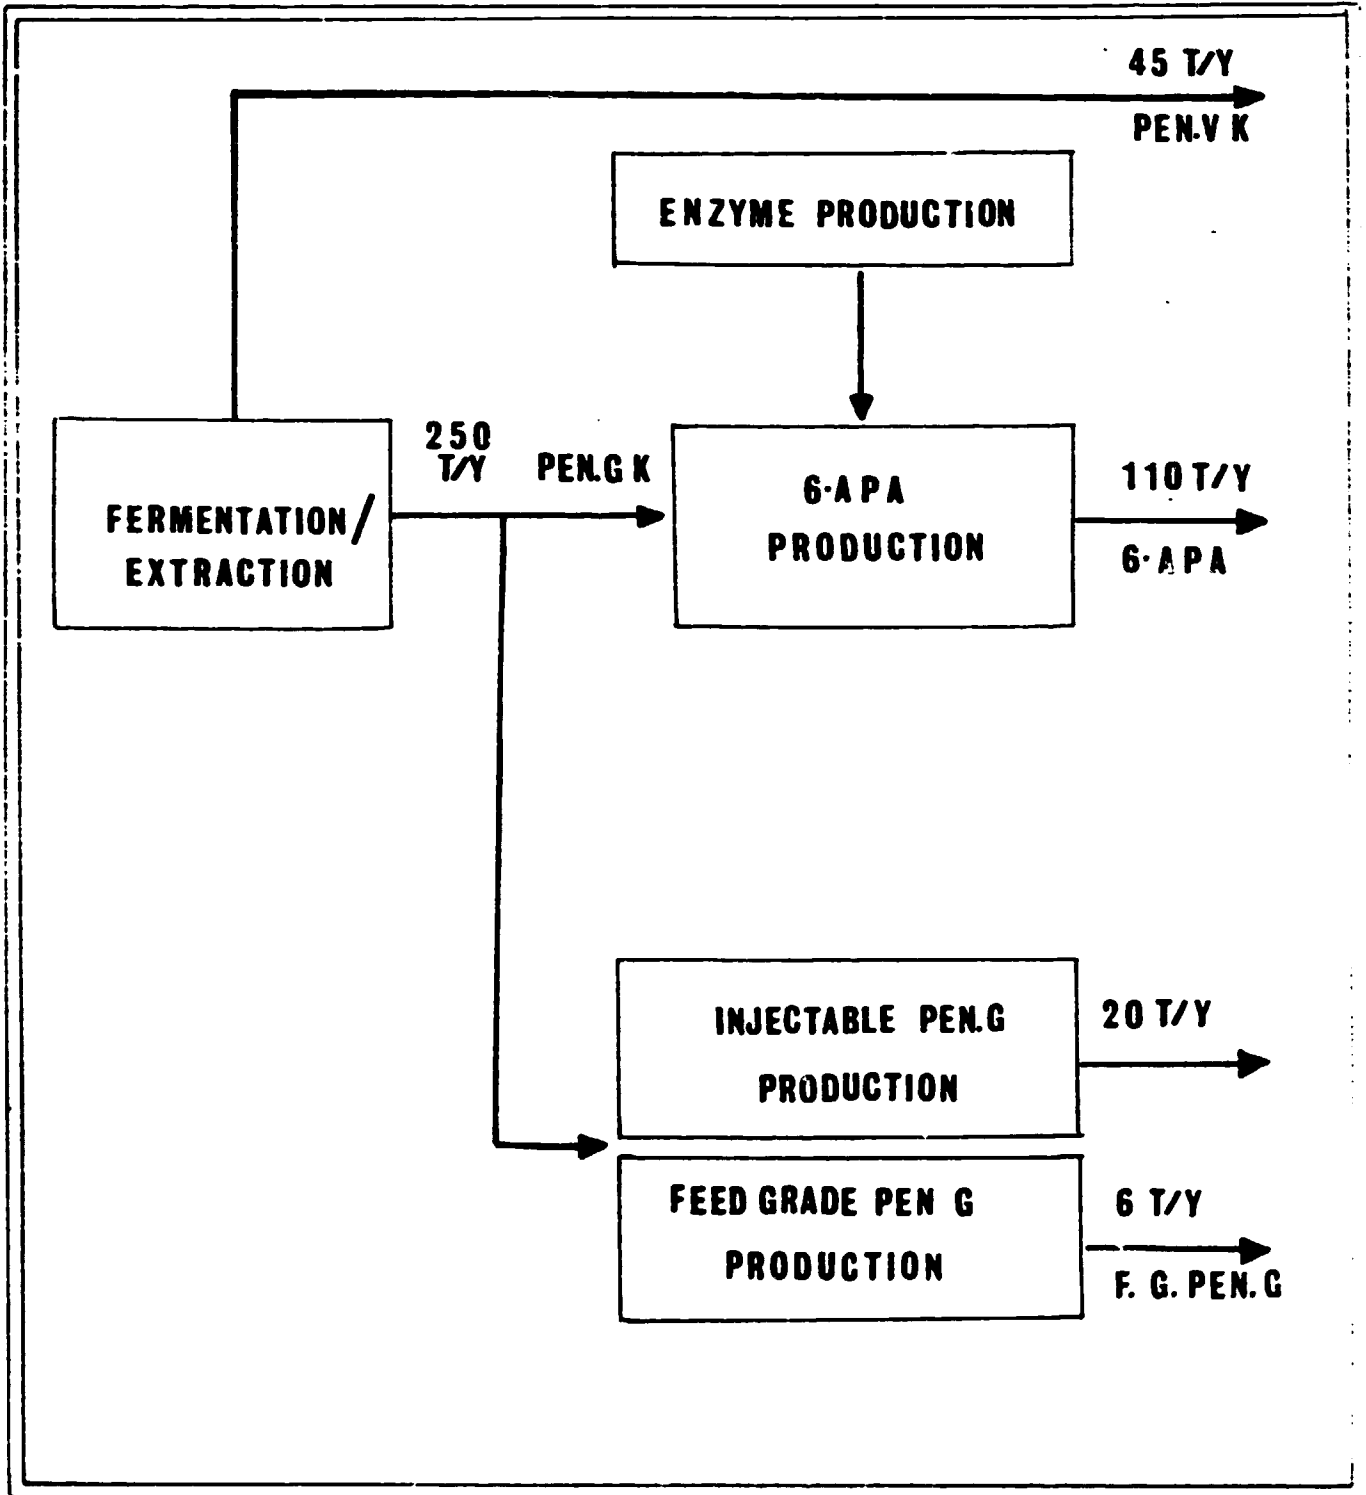 45 T/Y
PEN.V K
ENZYME PRODUCTION
250
T/Y
PEN.G K
FERMENTATION/
EXTRACTION
6·APA
PRODUCTION
110 T/Y
6·APA
INJECTABLE PEN.G
PRODUCTION
20 T/Y
FEED GRADE PEN G
PRODUCTION
6 T/Y
F. G. PEN. G